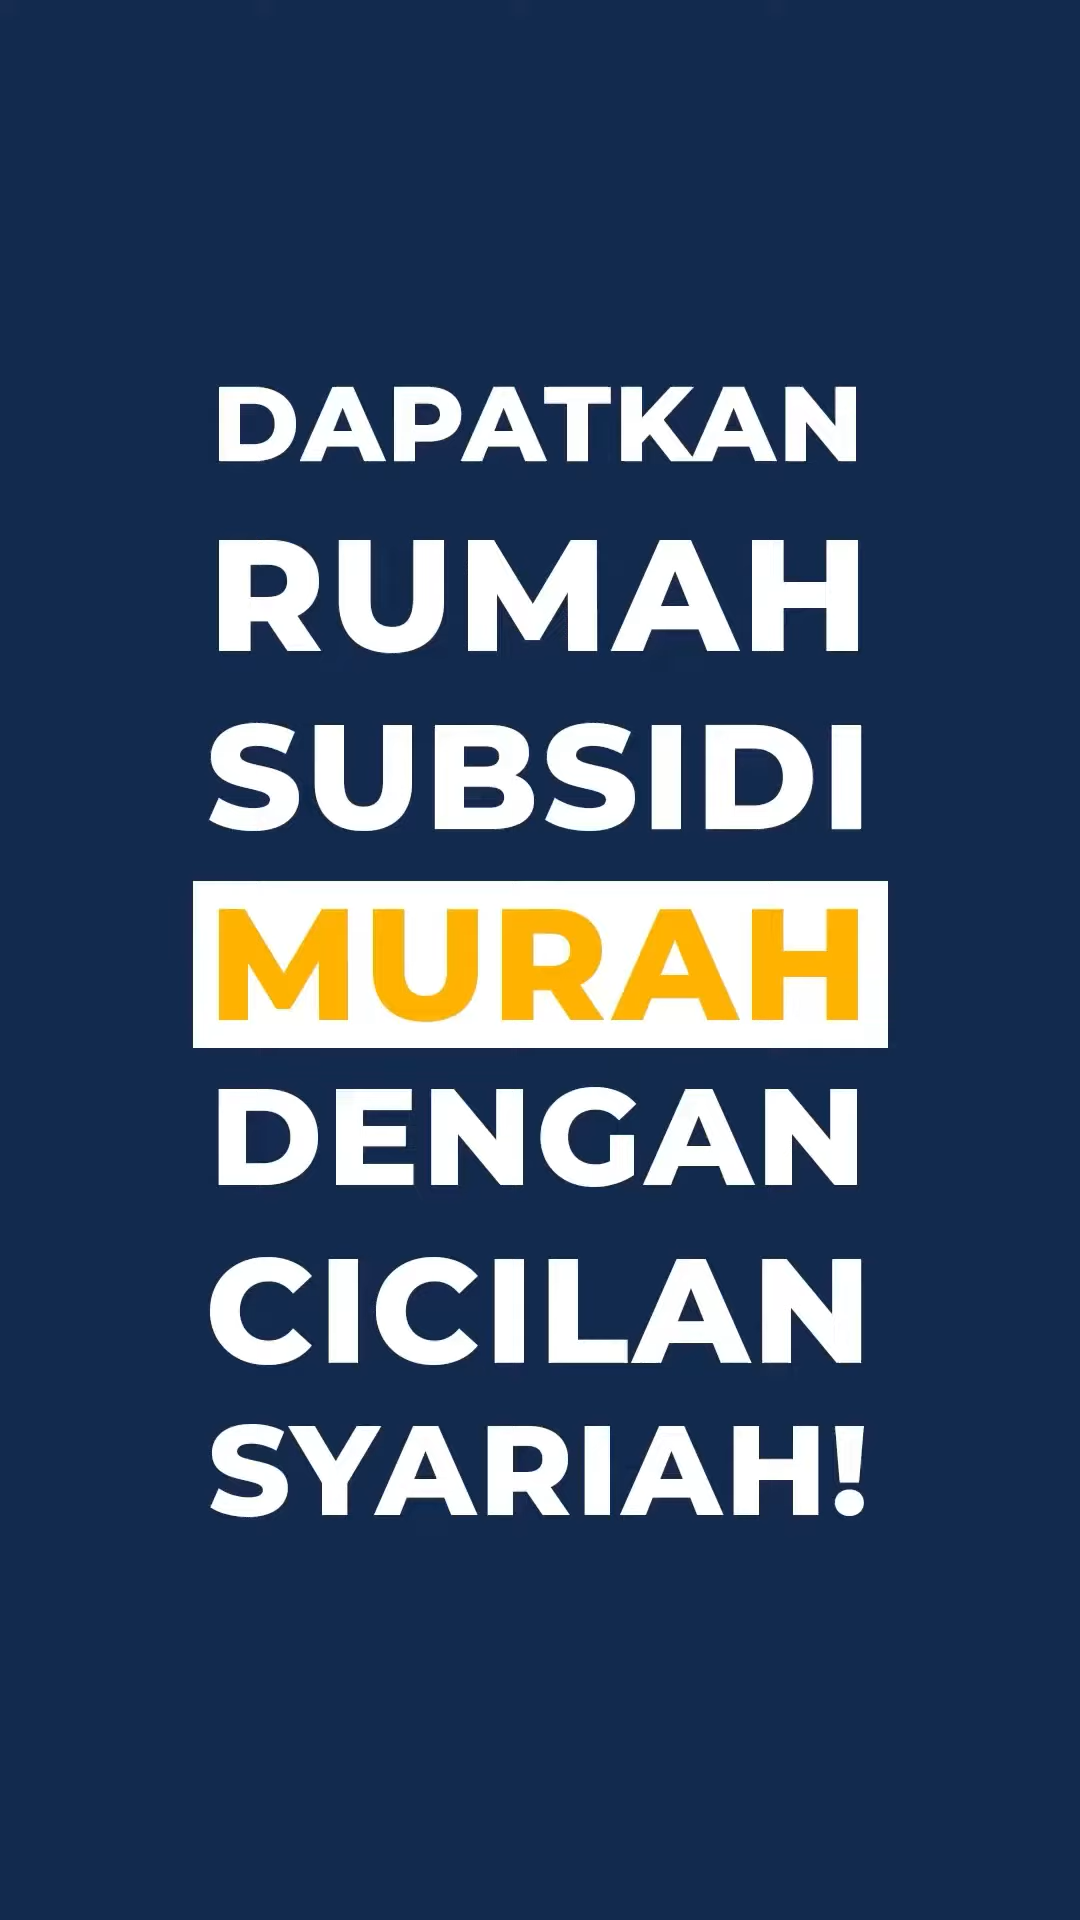 DAPATKAN
RUMAH
SUBSIDI
MURAH
DENGAN
CICILAN
SYARIAH!